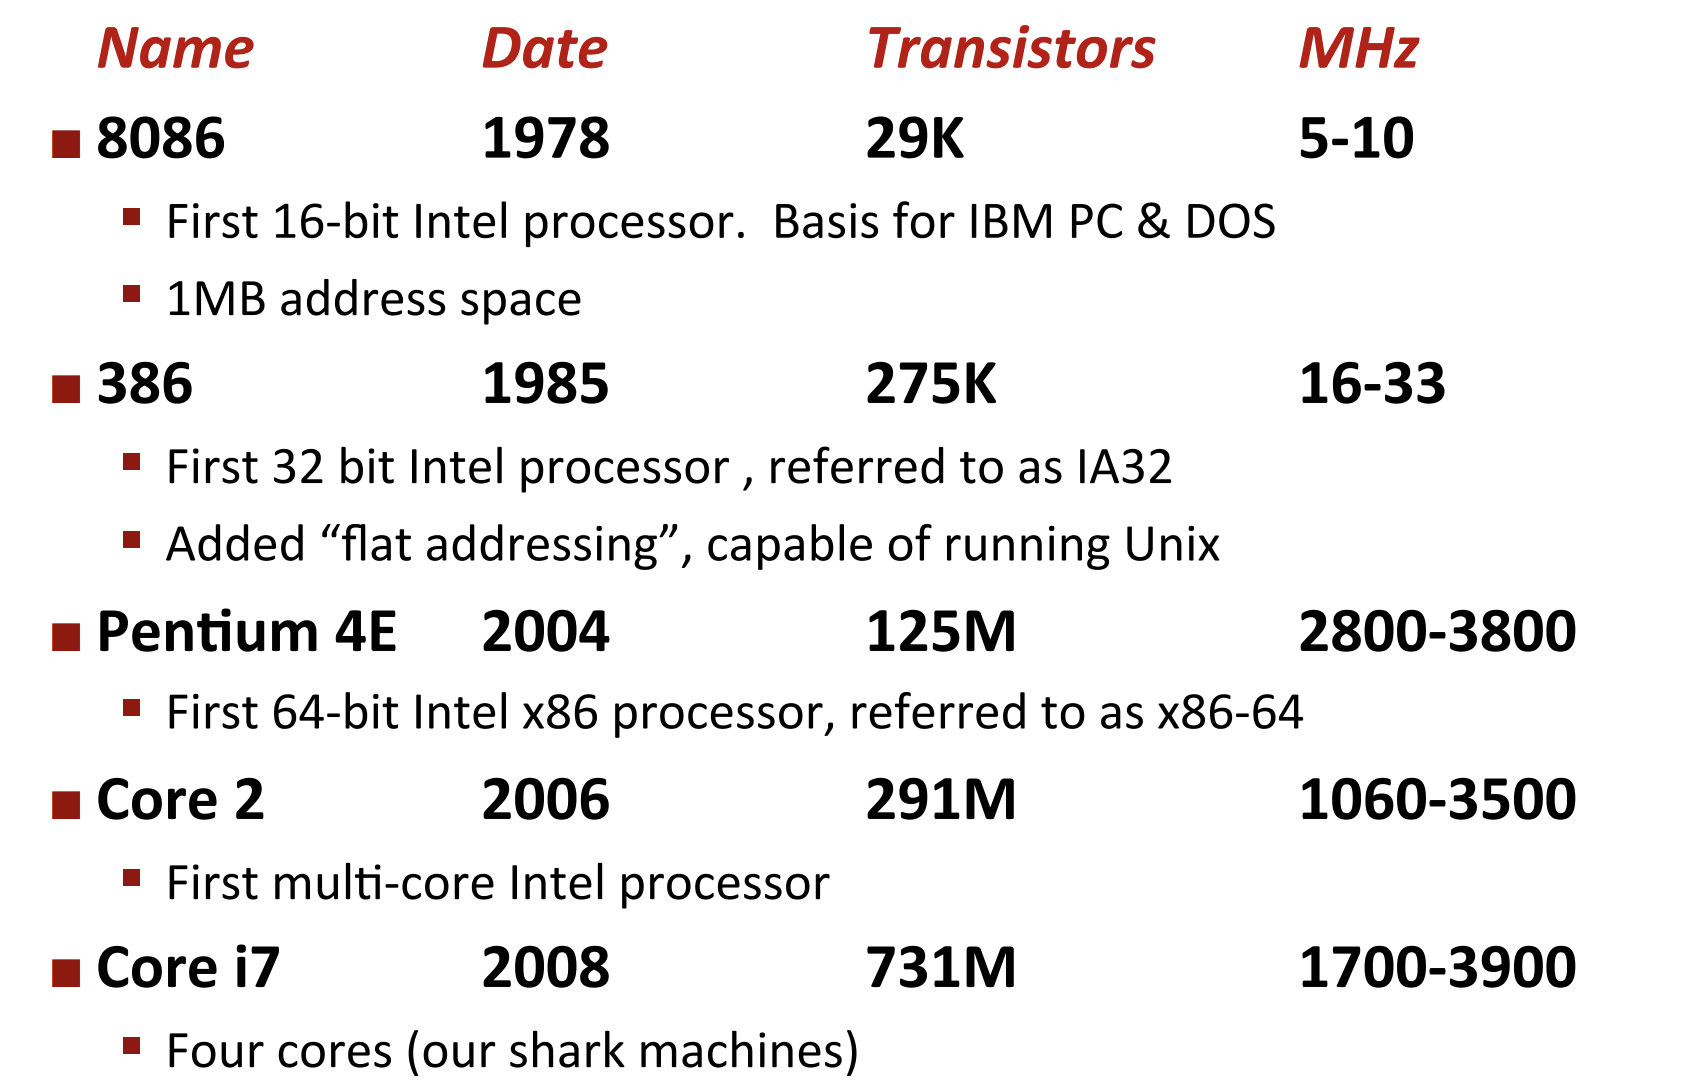 Name Date Transistors MHz
8086 1978 29K 5-10
First 16-bit Intel processor.  Basis for IBM PC & DOS
1MB address space
386 1985 275K 16-33
First 32 bit Intel processor , referred to as IA32
Added “flat addressing”, capable of running Unix
Pentium 4E 2004 125M 2800-3800
First 64-bit Intel x86 processor, referred to as x86-64
Core 2 2006 291M 1060-3500
First multi-core Intel processor
Core i7 2008 731M 1700-3900
Four cores (our shark machines)